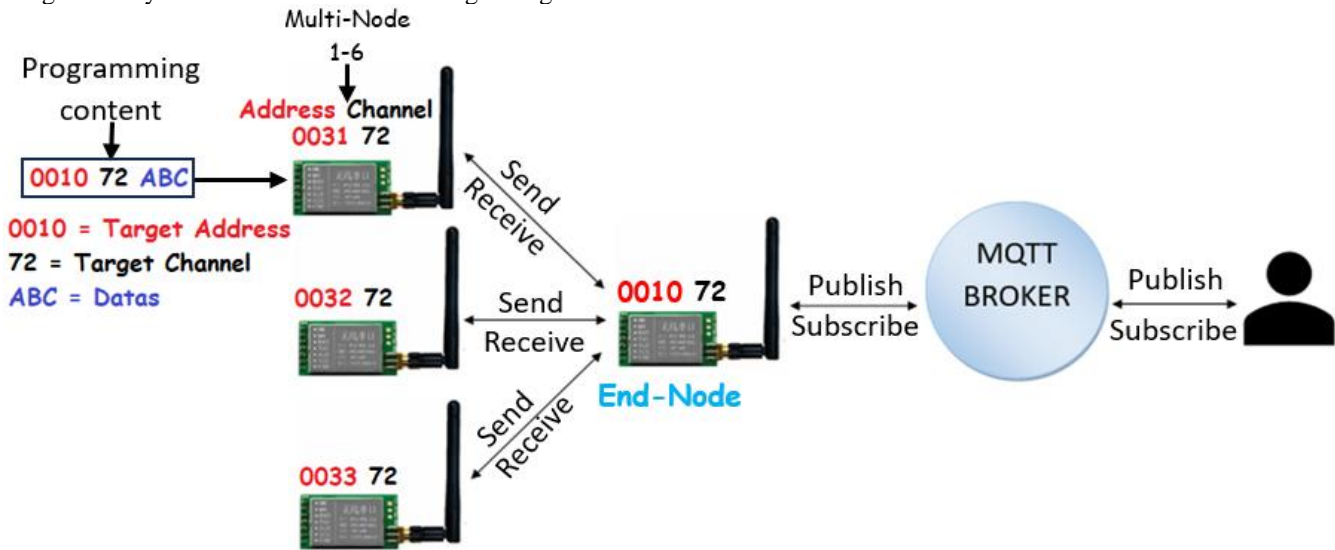 Multi-Node
1-6
Programming
content
Address Channel
0031 72
0010 72 ABC
0010 = Target Address
72 = Target Channel
ABC = Datas
Send
Receive
0032 72
Send
Receive
0010 72
End-Node
Publish
Subscribe
MQTT
BROKER
Publish
Subscribe
0033 72
Send
Receive